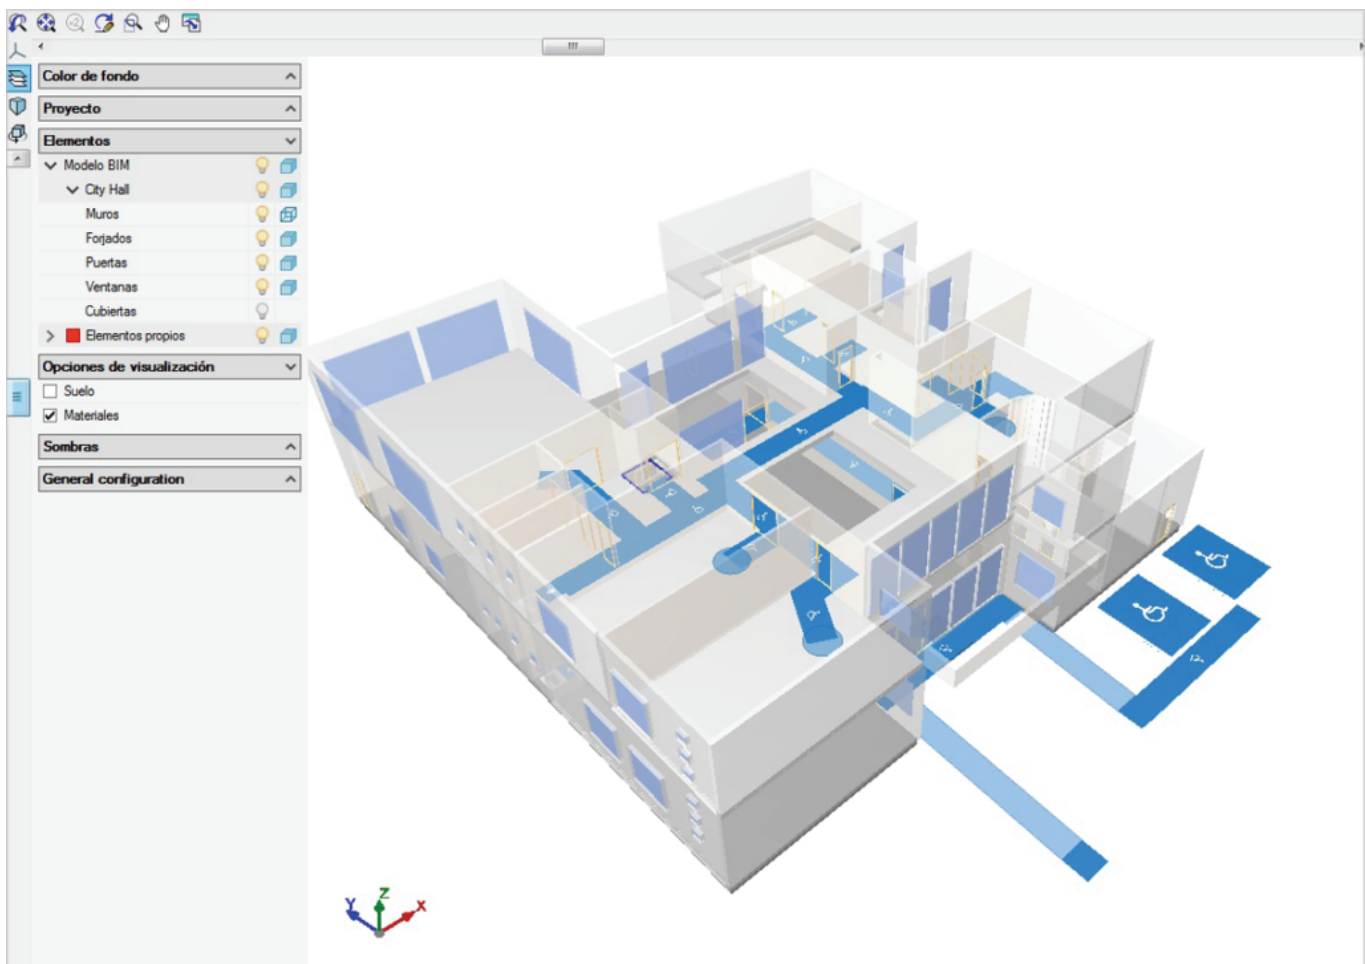 Color de fondo
Proyecto
Elementos
Modelo BIM
City Hall
Muros
Forjados
Puertas
Ventanas
Cubiertas
Elementos propios
Opciones de visualización
Suelo
Materiales
Sombras
General configuration
Y
Z
X